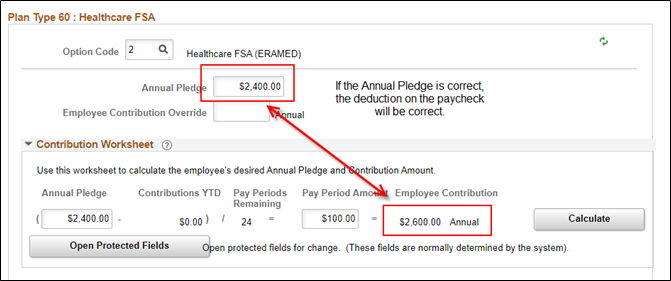 Plan Type 60 : Healthcare FSA
Option Code 2 Healthcare FSA (ERAMED)
Annual Pledge $2,400.00
If the Annual Pledge is correct,
the deduction on the paycheck
will be correct.
Employee Contribution Override Annual
Contribution Worksheet ?
Use this worksheet to calculate the employee's desired Annual Pledge and Contribution Amount.
Annual Pledge Contributions YTD Pay Periods Remaining Pay Period Amount Employee Contribution
( $2,400.00 - $0.00 ) / 24 = $100.00 = $2,600.00 Annual Calculate
Open Protected Fields Open protected fields for change. (These fields are normally determined by the system).